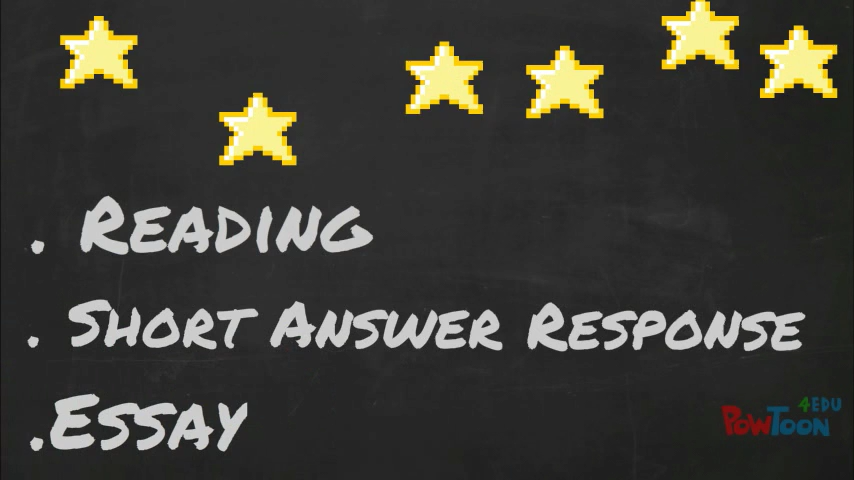 . Reading
. Short Answer Response
.Essay
4EDU
PowToon